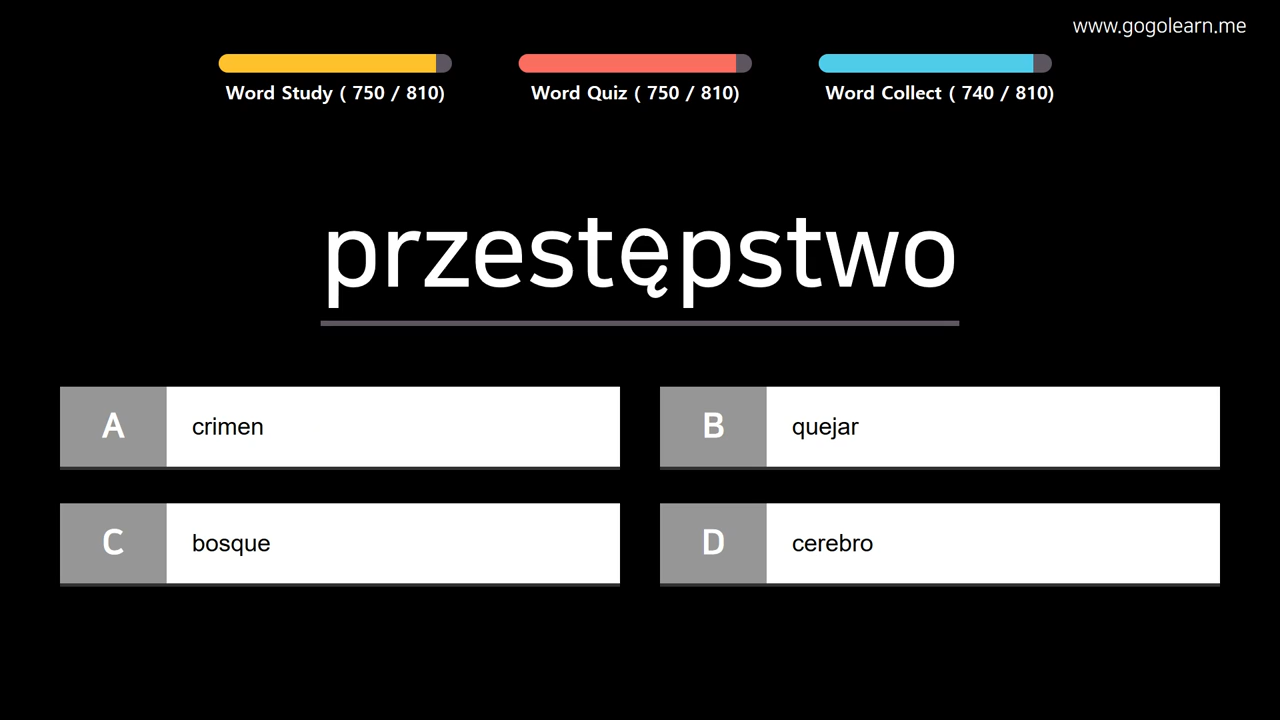 www.gogolearn.me
Word Study ( 750 / 810)
Word Quiz ( 750 / 810)
Word Collect ( 740 / 810)
przestępstwo
A crimen
B quejar
C bosque
D cerebro